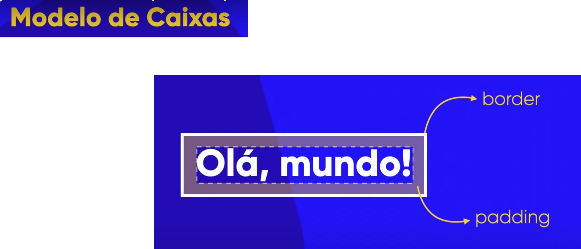 Modelo de Caixas
border
Olá, mundo!
padding